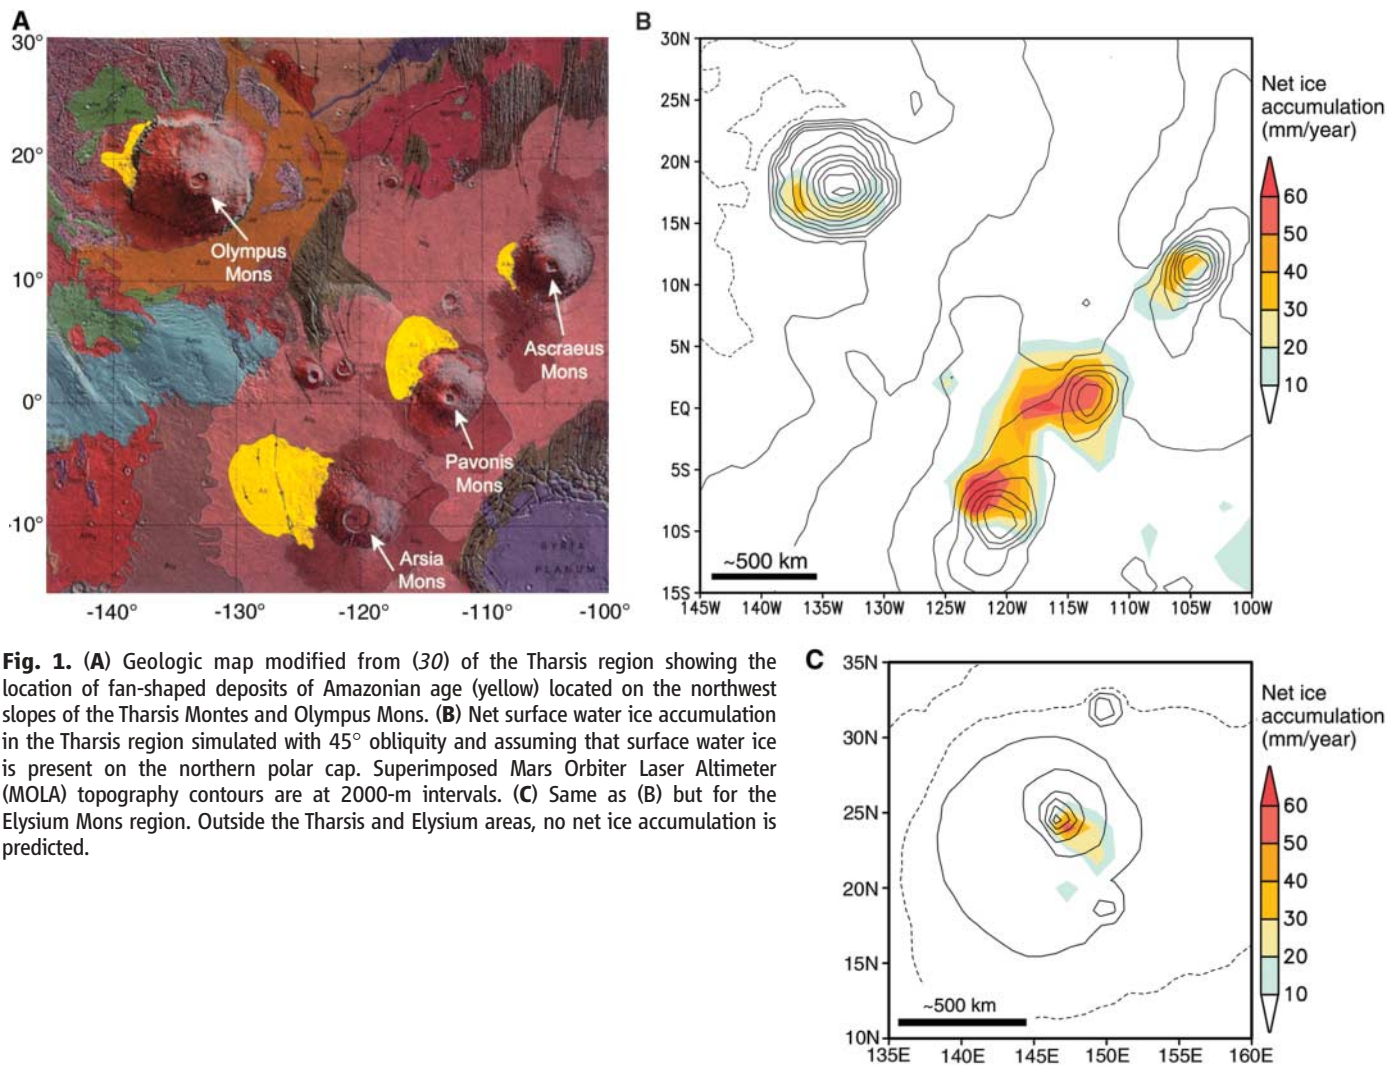 A
30°
20°
10°
0°
-10°
-140°
-130°
-120°
-110°
-100°
Olympus
Mons
Ascraeus
Mons
Pavonis
Mons
Arsia
Mons
SYRIA
PLANUM
B
30N
25N
20N
15N
10N
5N
EQ
5S
10S
15S
145W 140W 135W 130W 125W 120W 115W 110W 105W 100W
~500 km
Net ice
accumulation
(mm/year)
60
50
40
30
20
10
Fig. 1. (A) Geologic map modified from (30) of the Tharsis region showing the
location of fan-shaped deposits of Amazonian age (yellow) located on the northwest
slopes of the Tharsis Montes and Olympus Mons. (B) Net surface water ice accumulation
in the Tharsis region simulated with 45° obliquity and assuming that surface water ice
is present on the northern polar cap. Superimposed Mars Orbiter Laser Altimeter
(MOLA) topography contours are at 2000-m intervals. (C) Same as (B) but for the
Elysium Mons region. Outside the Tharsis and Elysium areas, no net ice accumulation is
predicted.
C
35N
30N
25N
20N
15N
10N
135E 140E 145E 150E 155E 160E
~500 km
Net ice
accumulation
(mm/year)
60
50
40
30
20
10